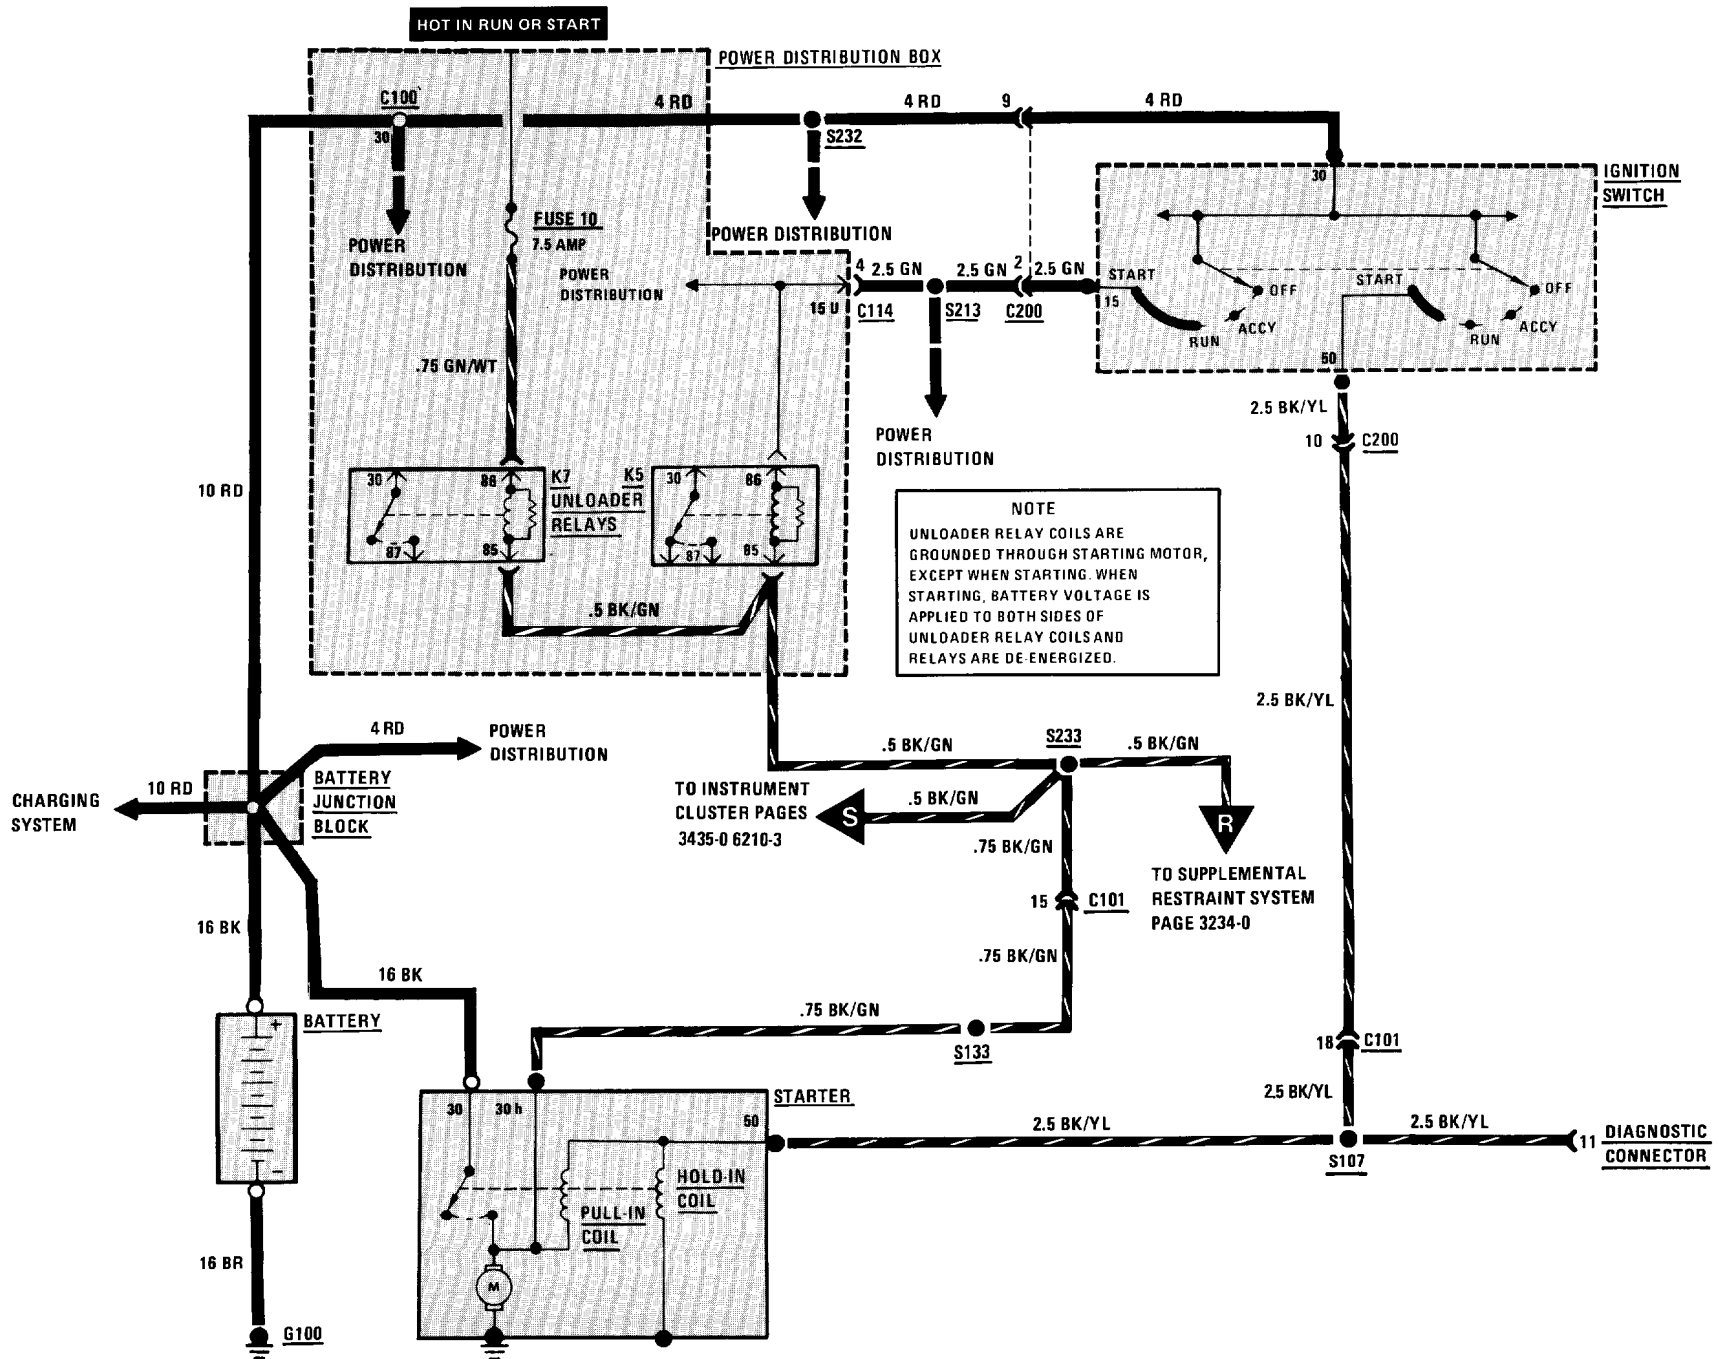 HOT IN RUN OR START
POWER DISTRIBUTION BOX
C100
4 RD
4 RD
9
4 RD
30
S232
IGNITION
SWITCH
30
FUSE 10
7.5 AMP
POWER
DISTRIBUTION
POWER DISTRIBUTION
POWER
DISTRIBUTION
4
2.5 GN
2.5 GN
2
2.5 GN
START
15
OFF
START
OFF
15 U
C114
S213
C200
ACCY
RUN
ACCY
RUN
50
.75 GN/WT
2.5 BK/YL
POWER
DISTRIBUTION
10
C200
30
86
K7
UNLOADER
RELAYS
K5
30
86
87
85
87
85
10 RD
NOTE
UNLOADER RELAY COILS ARE
GROUNDED THROUGH STARTING MOTOR,
EXCEPT WHEN STARTING. WHEN
STARTING, BATTERY VOLTAGE IS
APPLIED TO BOTH SIDES OF
UNLOADER RELAY COILS AND
RELAYS ARE DE-ENERGIZED.
.5 BK/GN
2.5 BK/YL
4 RD
POWER
DISTRIBUTION
.5 BK/GN
S233
.5 BK/GN
10 RD
CHARGING
SYSTEM
BATTERY
JUNCTION
BLOCK
TO INSTRUMENT
CLUSTER PAGES
3435-0 6210-3
S
.5 BK/GN
R
.75 BK/GN
TO SUPPLEMENTAL
RESTRAINT SYSTEM
PAGE 3234-0
15
C101
16 BK
.75 BK/GN
16 BK
.75 BK/GN
BATTERY
+
−
S133
18
C101
2.5 BK/YL
30
30 h
50
STARTER
2.5 BK/YL
2.5 BK/YL
11
DIAGNOSTIC
CONNECTOR
S107
HOLD-IN
COIL
PULL-IN
COIL
16 BR
M
G100